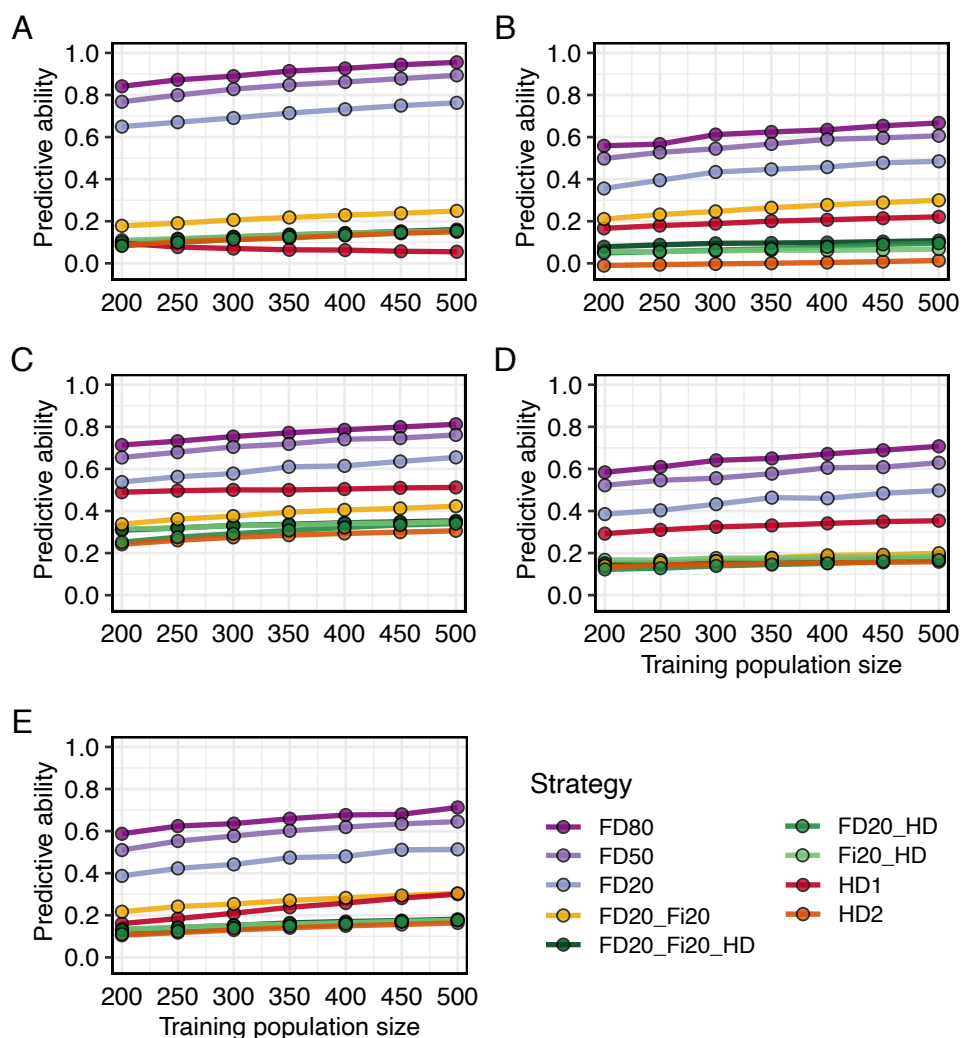 A
Predictive ability
1.0
0.8
0.6
0.4
0.2
0.0
200 250 300 350 400 450 500
B
Predictive ability
1.0
0.8
0.6
0.4
0.2
0.0
200 250 300 350 400 450 500
C
Predictive ability
1.0
0.8
0.6
0.4
0.2
0.0
200 250 300 350 400 450 500
D
Predictive ability
1.0
0.8
0.6
0.4
0.2
0.0
200 250 300 350 400 450 500
Training population size
E
Predictive ability
1.0
0.8
0.6
0.4
0.2
0.0
200 250 300 350 400 450 500
Training population size
Strategy
FD80
FD50
FD20
FD20_Fi20
FD20_Fi20_HD
FD20_HD
Fi20_HD
HD1
HD2